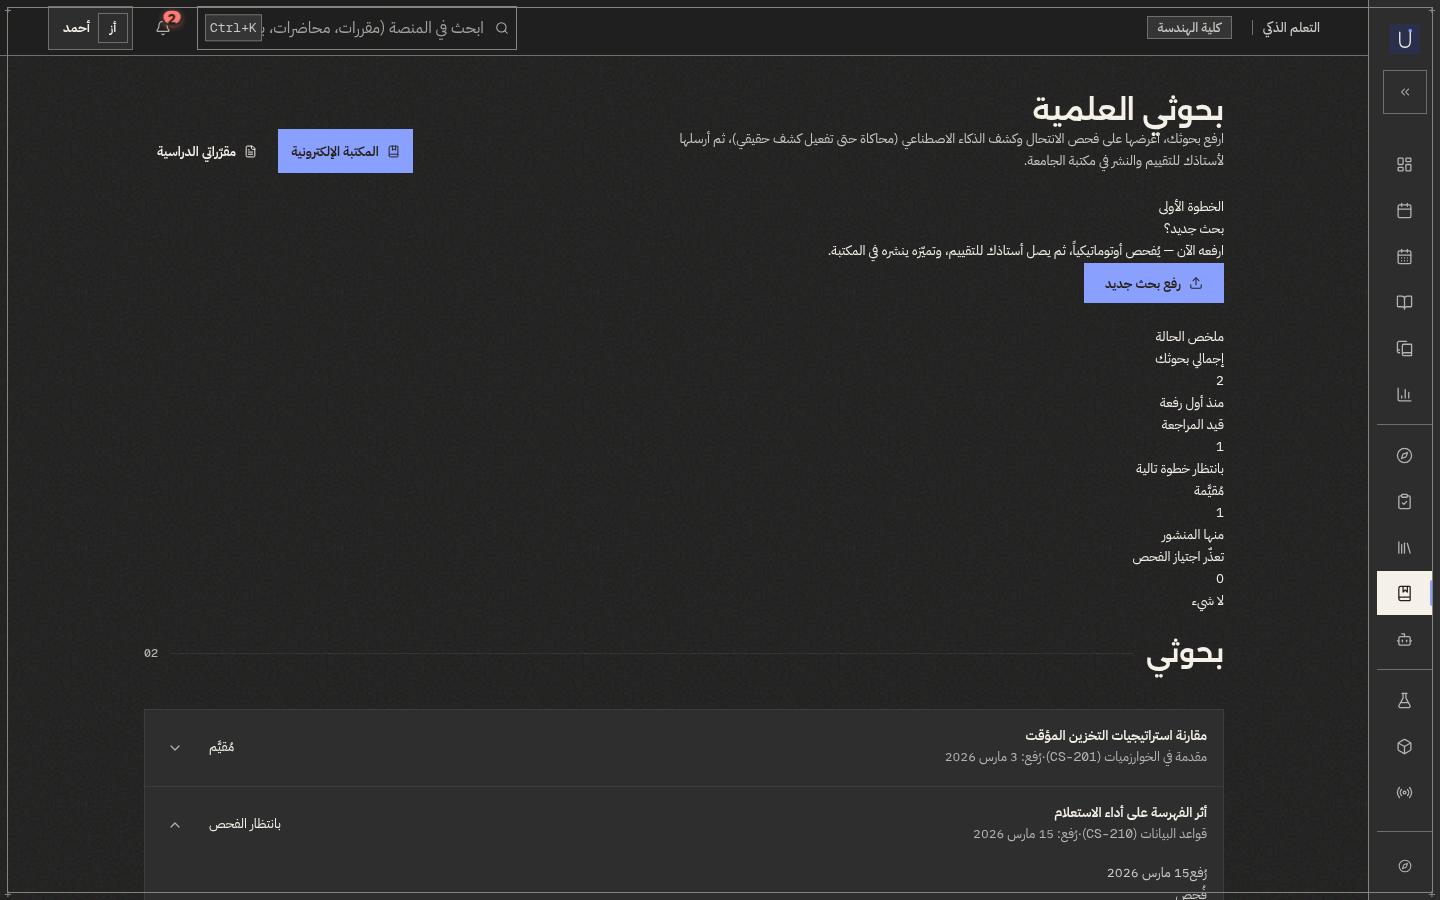 التعلم الذكي
كلية الهندسة
ابحث في المنصة (مقررات، محاضرات، ب
Ctrl+K
2
أز
أحمد
بحوثي العلمية
ارفع بحوثك، اعرضها على فحص الانتحال وكشف الذكاء الاصطناعي (محاكاة حتى تفعيل كشف حقيقي)، ثم أرسلها
لأستاذك للتقييم والنشر في مكتبة الجامعة.
المكتبة الإلكترونية
مقرّراتي الدراسية
الخطوة الأولى
بحث جديد؟
ارفعه الآن — يُفحص أوتوماتيكياً، ثم يصل أستاذك للتقييم، وتميّزه ينشره في المكتبة.
رفع بحث جديد
ملخص الحالة
إجمالي بحوثك
2
منذ أول رفعة
قيد المراجعة
1
بانتظار خطوة تالية
مُقيَّمة
1
منها المنشور
تعذّر اجتياز الفحص
0
لا شيء
بحوثي
02
مقارنة استراتيجيات التخزين المؤقت
مقدمة في الخوارزميات (CS-201)·رُفع: 3 مارس 2026
مُقيَّم
أثر الفهرسة على أداء الاستعلام
قواعد البيانات (CS-210)·رُفع: 15 مارس 2026
بانتظار الفحص
رُفع15 مارس 2026
فُحص